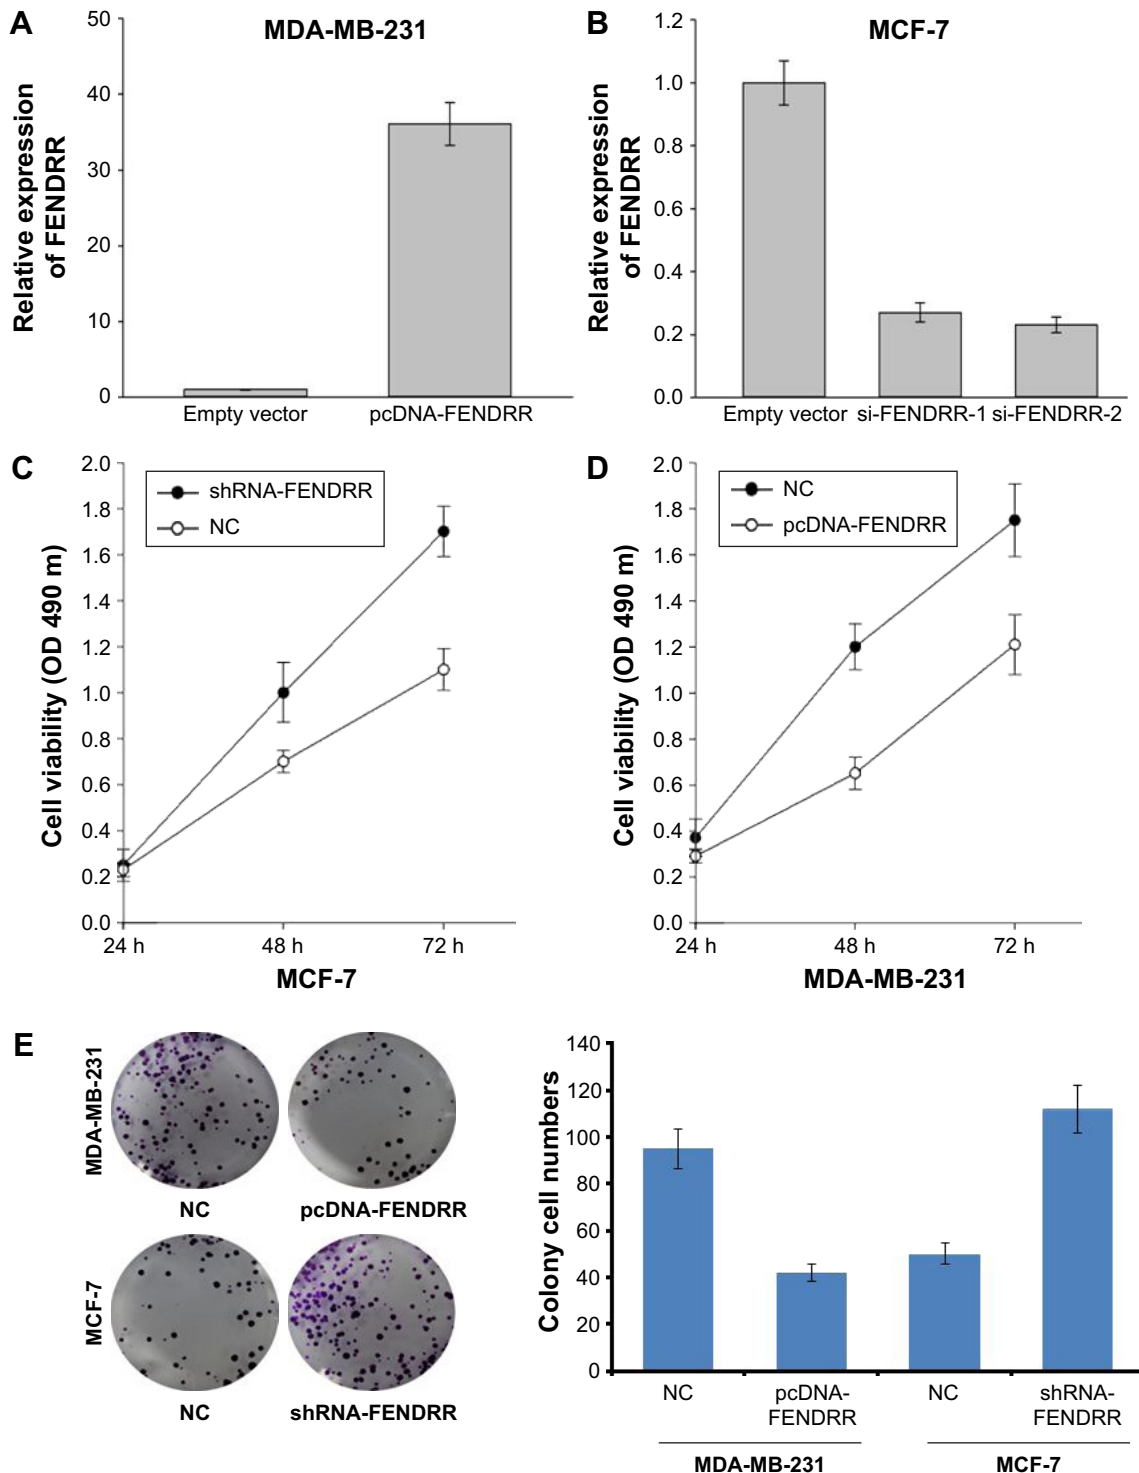 A
MDA-MB-231
Relative expression
of FENDRR
50
40
30
20
10
0
Empty vector
pcDNA-FENDRR
B
MCF-7
Relative expression
of FENDRR
1.2
1.0
0.8
0.6
0.4
0.2
0.0
Empty vector
si-FENDRR-1
si-FENDRR-2
C
shRNA-FENDRR
NC
Cell viability (OD 490 m)
2.0
1.8
1.6
1.4
1.2
1.0
0.8
0.6
0.4
0.2
0.0
24 h
48 h
72 h
MCF-7
D
NC
pcDNA-FENDRR
Cell viability (OD 490 m)
2.0
1.8
1.6
1.4
1.2
1.0
0.8
0.6
0.4
0.2
0.0
24 h
48 h
72 h
MDA-MB-231
E
MDA-MB-231
NC
pcDNA-FENDRR
MCF-7
NC
shRNA-FENDRR
Colony cell numbers
140
120
100
80
60
40
20
0
NC
pcDNA-
FENDRR
NC
shRNA-
FENDRR
MDA-MB-231
MCF-7